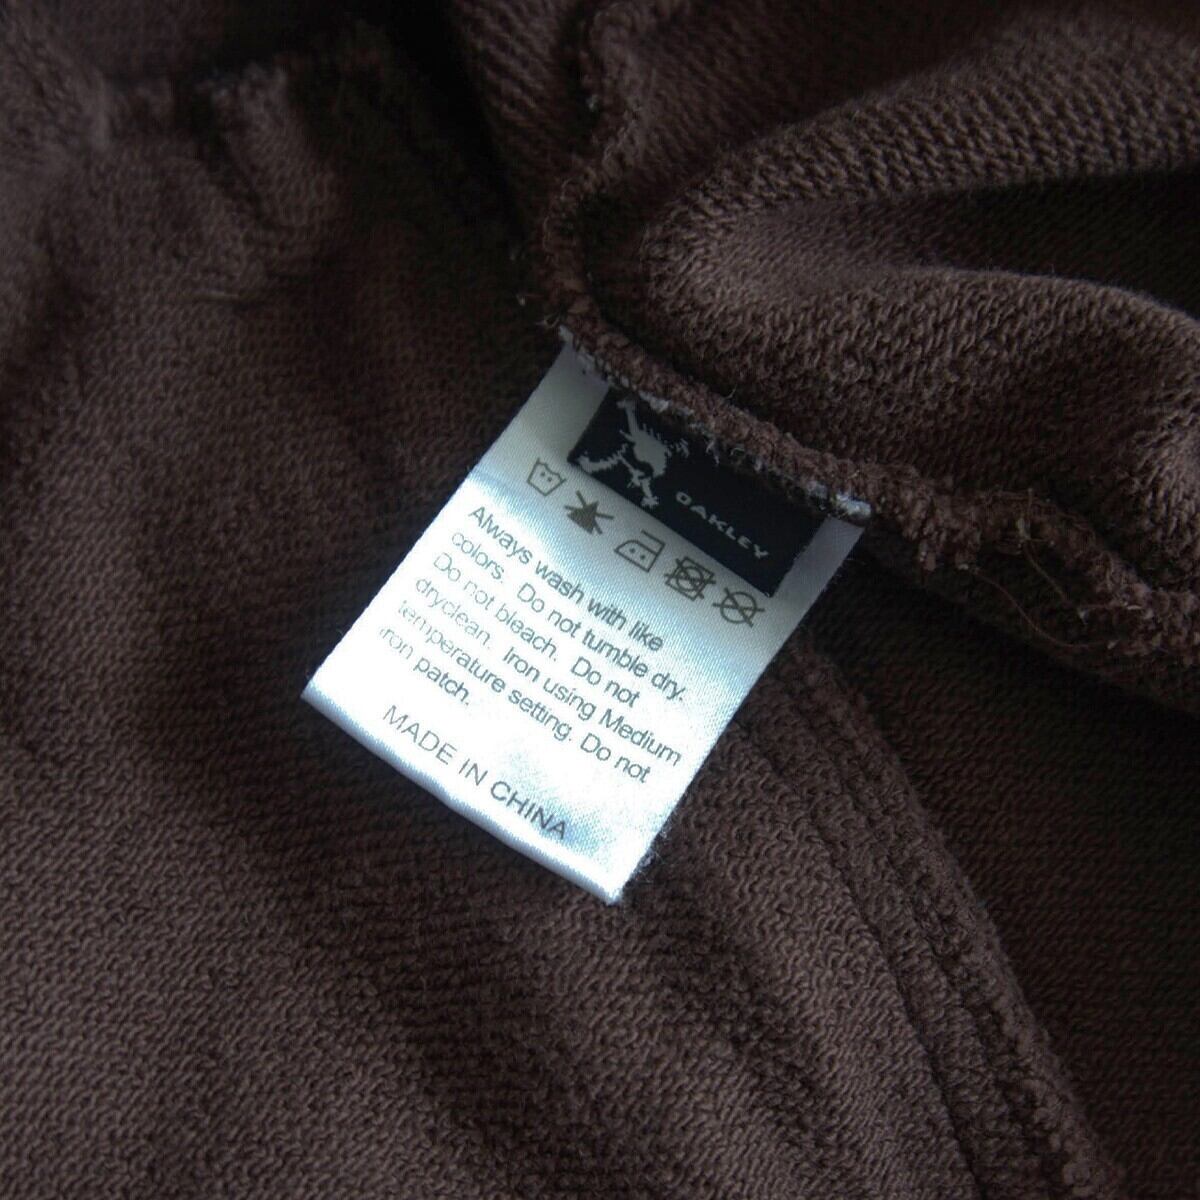 OAKLEY
Always wash with like
colors. Do not tumble dry.
Do not bleach. Do not
dryclean. Iron using Medium
temperature setting. Do not
iron patch.
MADE IN CHINA